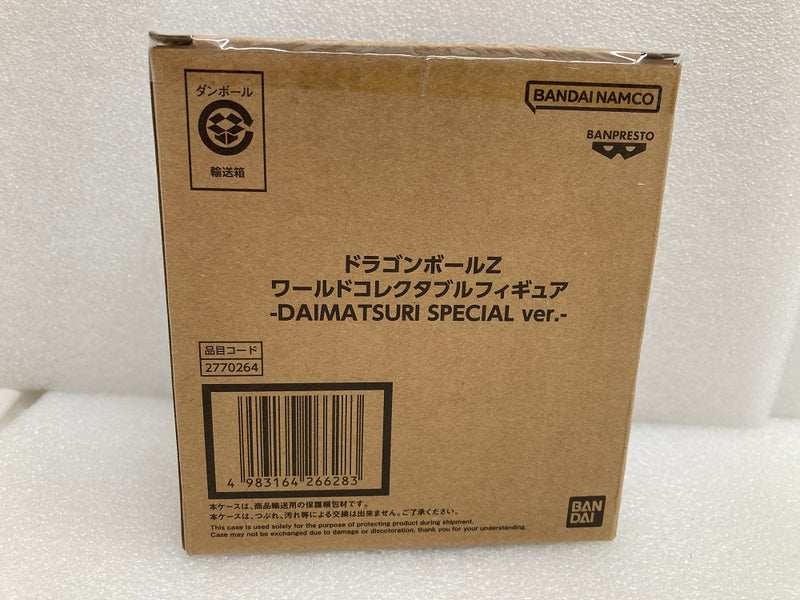 ダンボール
輸送箱
BANDAI NAMCO
BANPRESTO
ドラゴンボールZ
ワールドコレクタブルフィギュア
-DAIMATSURI SPECIAL ver.-
品目コード
2770264
4 983164 266283
本ケースは、商品輸送用の保護梱包材です。
本ケースは、つぶれ、汚れ等による交換は出来ません。ご了承ください。
This case is used solely for the purpose of protecting product during shipment.
Case may not be exchanged due to damage or discoloration. thank you for your understanding.
BAN
DAI